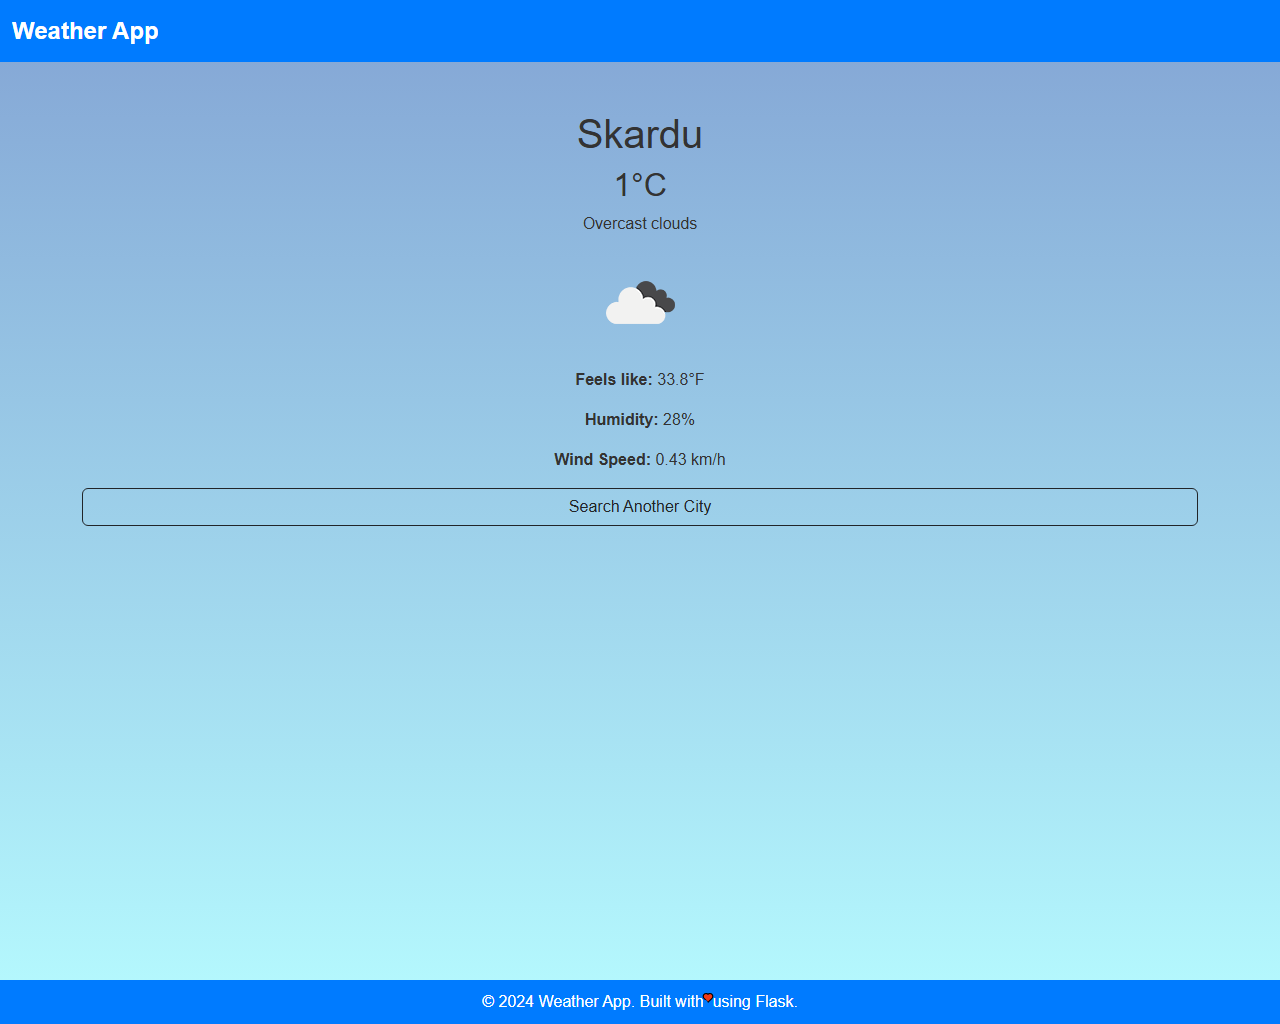 Weather App
Skardu
1°C
Overcast clouds
Feels like: 33.8°F
Humidity: 28%
Wind Speed: 0.43 km/h
Search Another City
© 2024 Weather App. Built with❤using Flask.